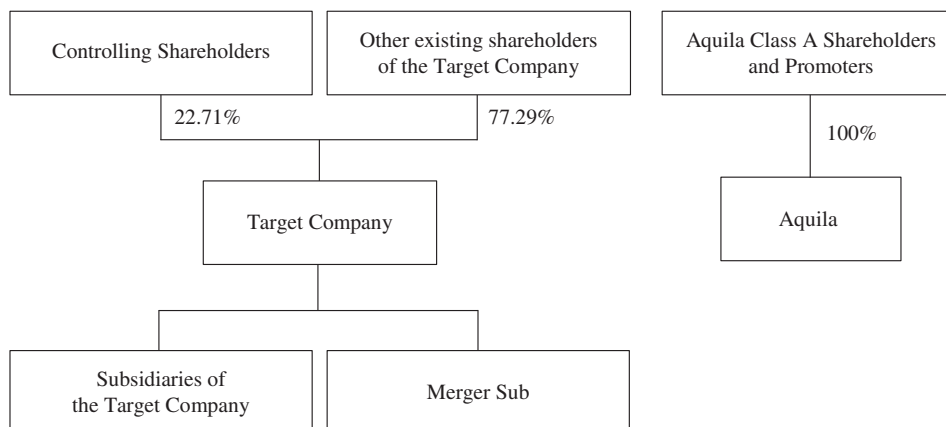 Controlling Shareholders
Other existing shareholders
of the Target Company
Aquila Class A Shareholders
and Promoters
22.71%
77.29%
100%
Target Company
Aquila
Subsidiaries of
the Target Company
Merger Sub